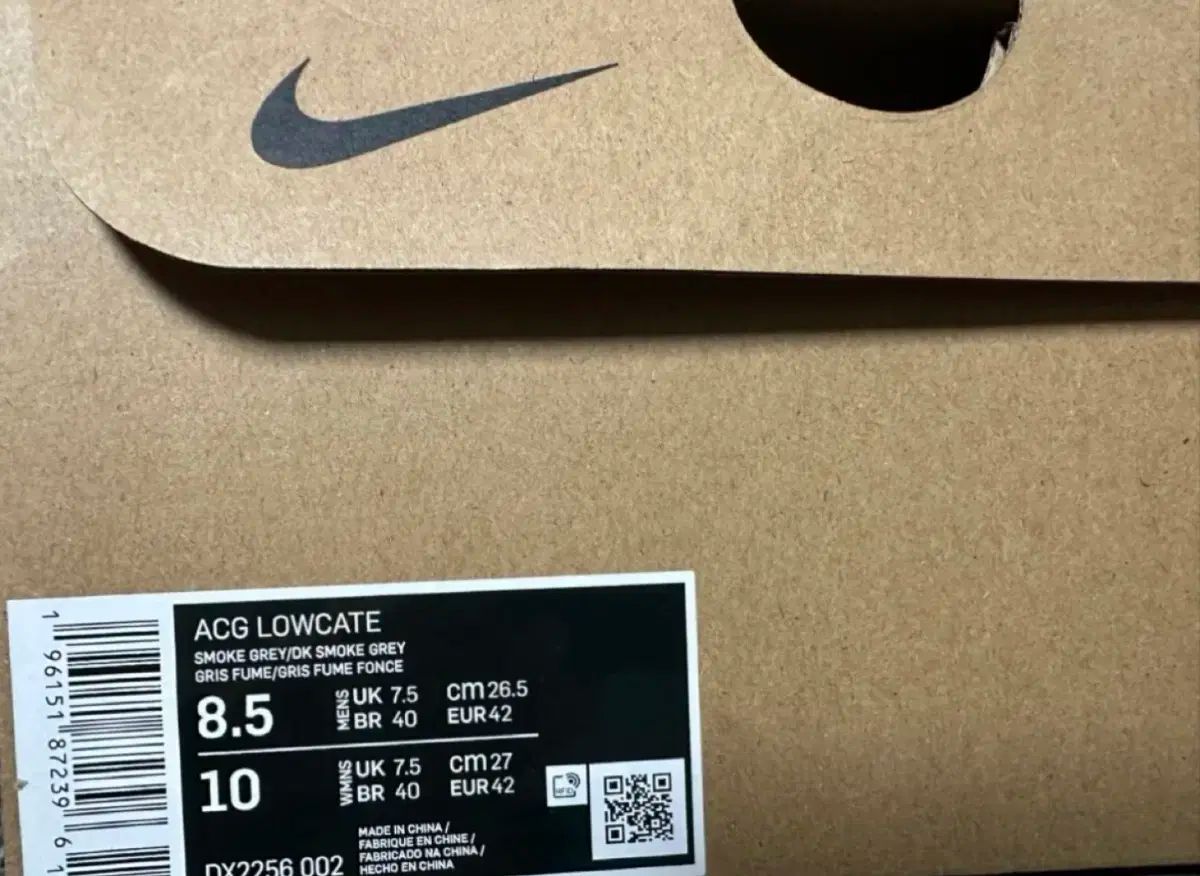 ACG LOWCATE
SMOKE GREY/DK SMOKE GREY
GRIS FUME/GRIS FUME FONCE
8.5 MENS UK 7.5 cm 26.5
BR 40 EUR 42
10 WMNS UK 7.5 cm 27
BR 40 EUR 42
RFID
MADE IN CHINA /
FABRIQUE EN CHINE /
FABRICADO NA CHINA /
HECHO EN CHINA
DX2256 002
1 96151 87239 6